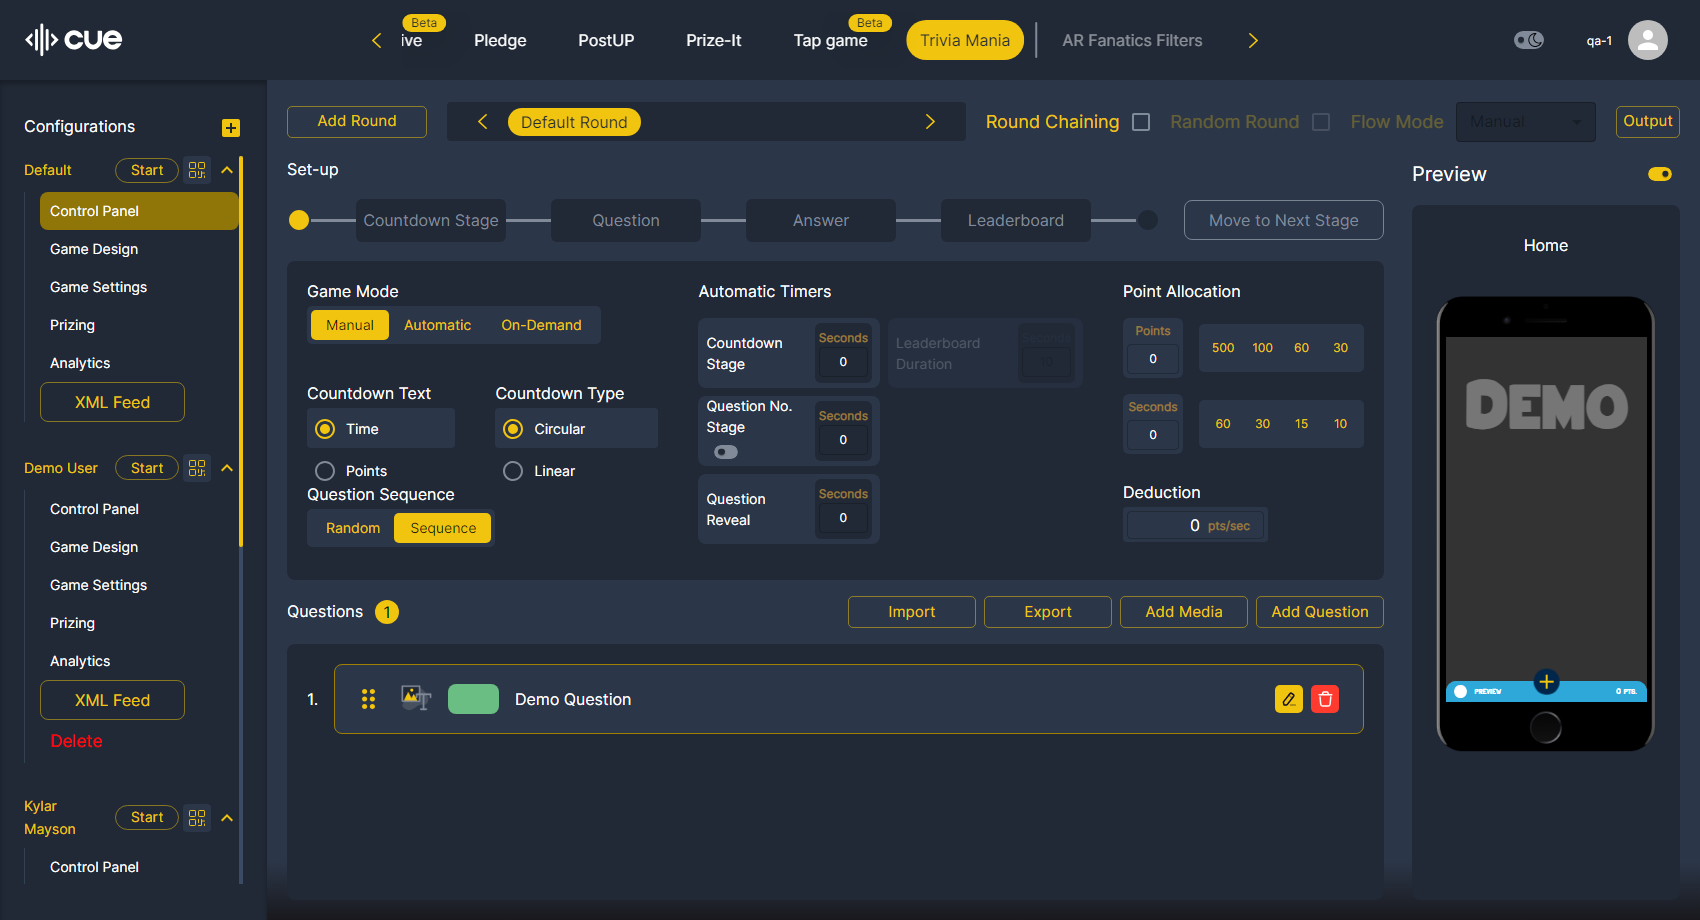 cue
ive
Beta
Pledge
PostUP
Prize-It
Tap game
Beta
Trivia Mania
AR Fanatics Filters
qa-1
Configurations
Default
Start
Control Panel
Game Design
Game Settings
Prizing
Analytics
XML Feed
Demo User
Start
Control Panel
Game Design
Game Settings
Prizing
Analytics
XML Feed
Delete
Kylar
Mayson
Start
Control Panel
Add Round
Default Round
Round Chaining
Random Round
Flow Mode
Manual
Output
Set-up
Countdown Stage
Question
Answer
Leaderboard
Move to Next Stage
Game Mode
Manual
Automatic
On-Demand
Countdown Text
Time
Points
Countdown Type
Circular
Linear
Question Sequence
Random
Sequence
Automatic Timers
Countdown
Stage
Seconds
0
Leaderboard
Duration
Seconds
10
Question No.
Stage
Seconds
0
Question
Reveal
Seconds
0
Point Allocation
Points
0
500
100
60
30
Seconds
0
60
30
15
10
Deduction
0 pts/sec
Questions 1
Import
Export
Add Media
Add Question
1.
T
Demo Question
Preview
Home
DEMO
PREVIEW
0 PTS.